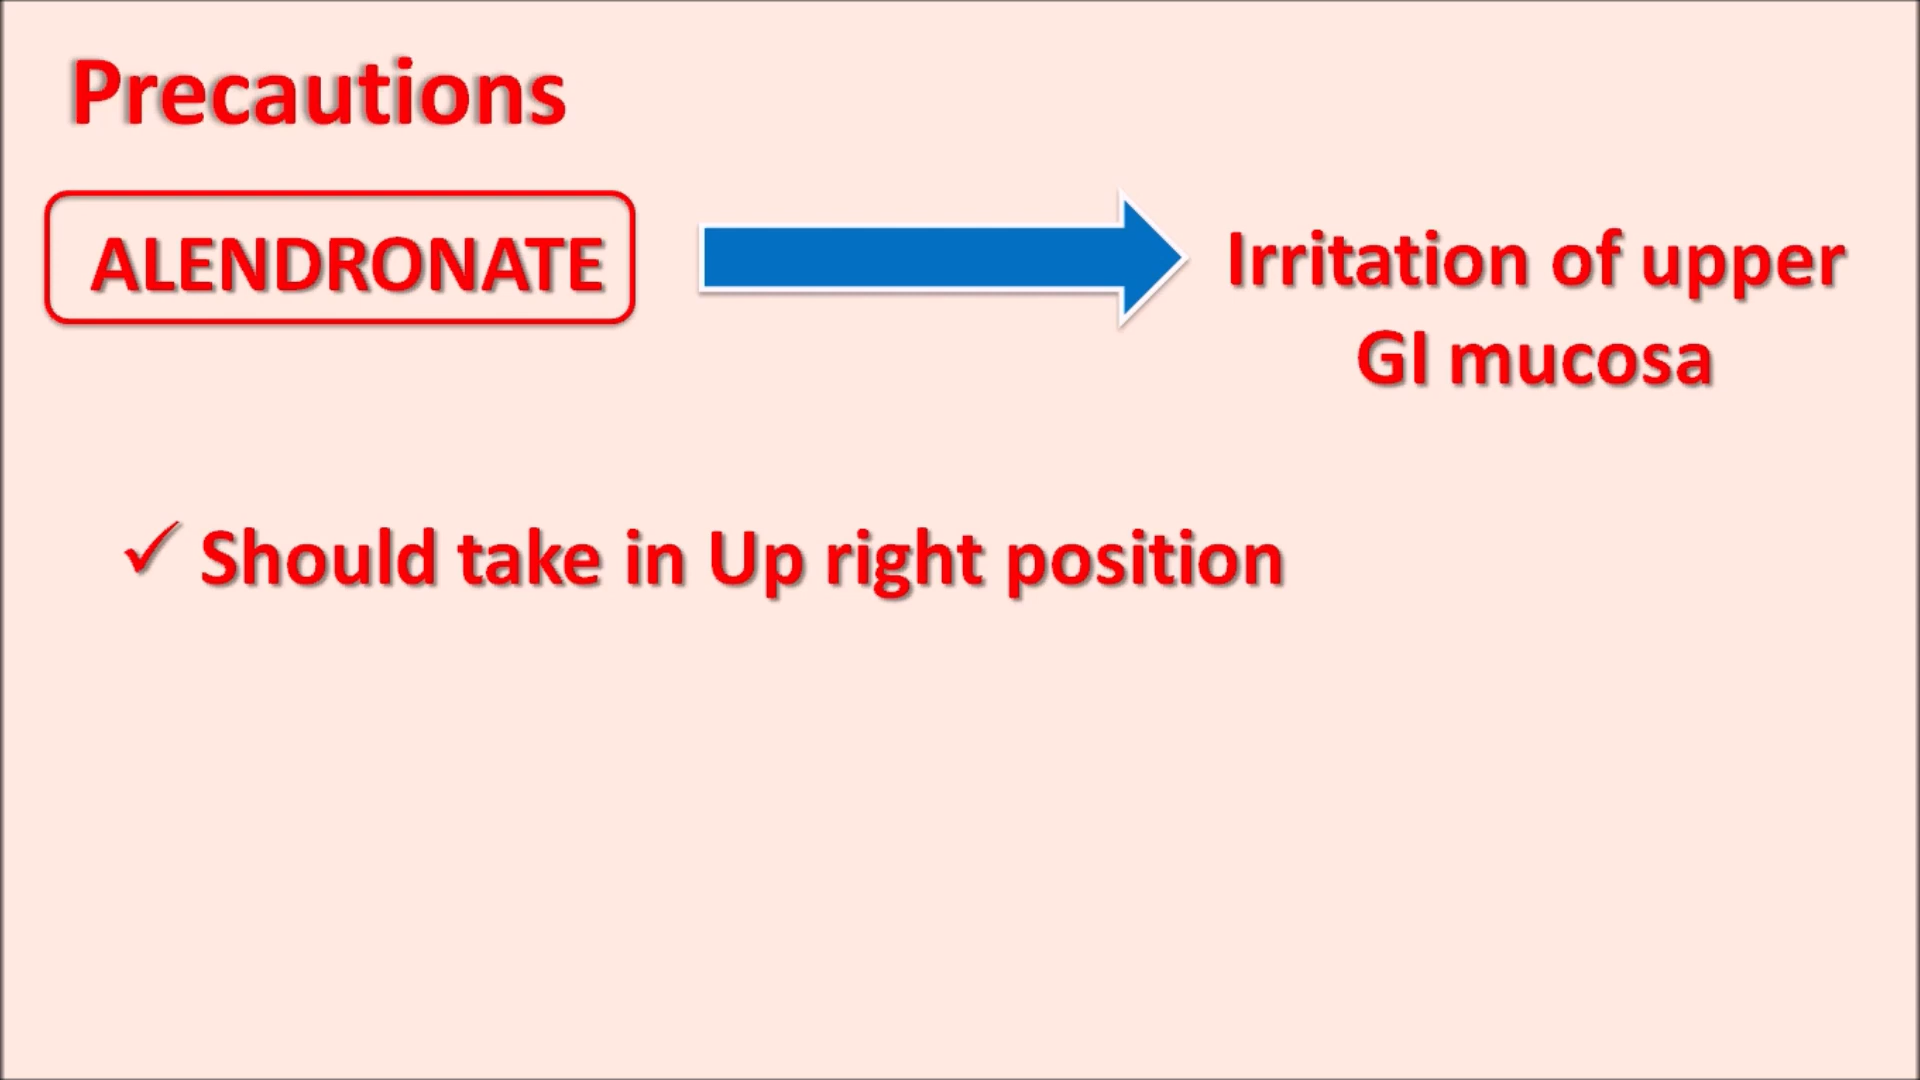 Precautions
ALENDRONATE
Irritation of upper
GI mucosa
✓ Should take in Up right position